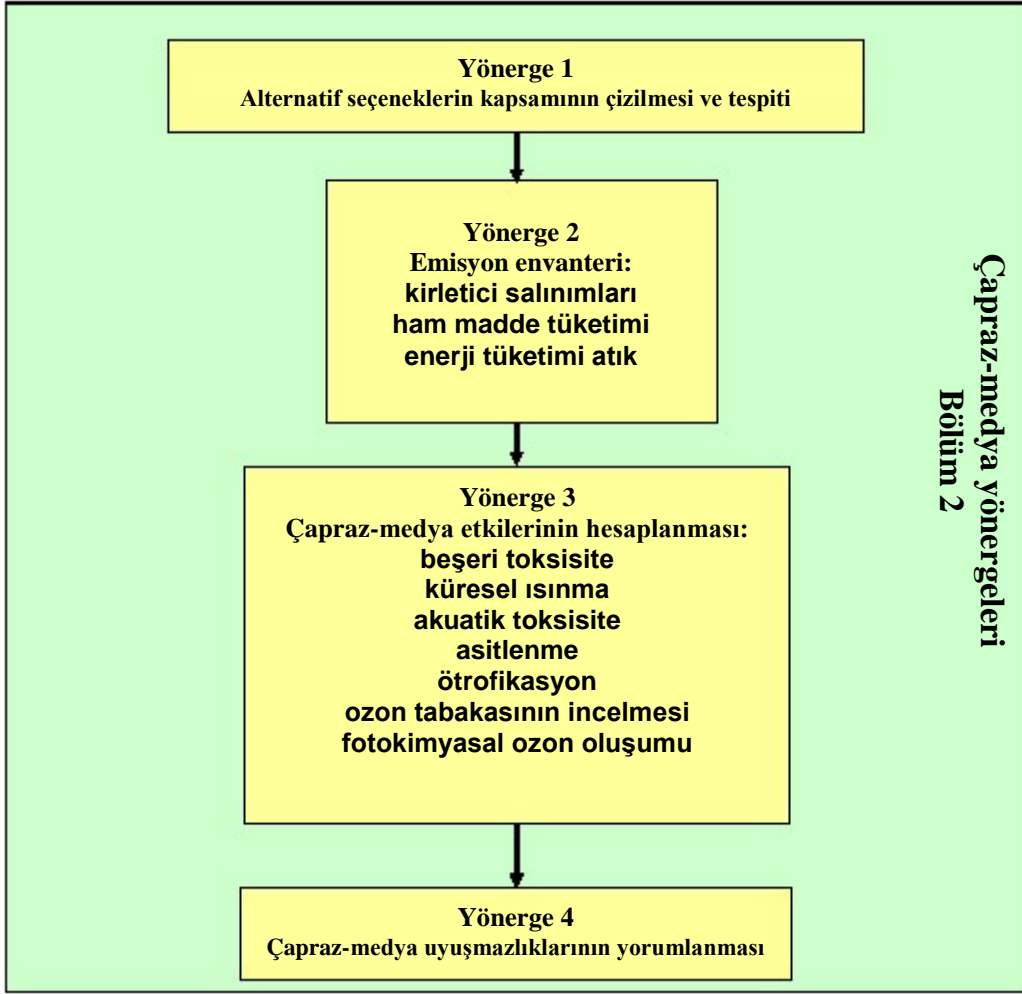 Yönerge 1
Alternatif seçeneklerin kapsamının çizilmesi ve tespiti
Yönerge 2
Emisyon envanteri:
kirletici salınımları
ham madde tüketimi
enerji tüketimi atık
Yönerge 3
Çapraz-medya etkilerinin hesaplanması:
beşeri toksisite
küresel ısınma
akuatik toksisite
asitlenme
ötrofikasyon
ozon tabakasının incelmesi
fotokimyasal ozon oluşumu
Yönerge 4
Çapraz-medya uyuşmazlıklarının yorumlanması
Çapraz-medya yönergeleri
Bölüm 2